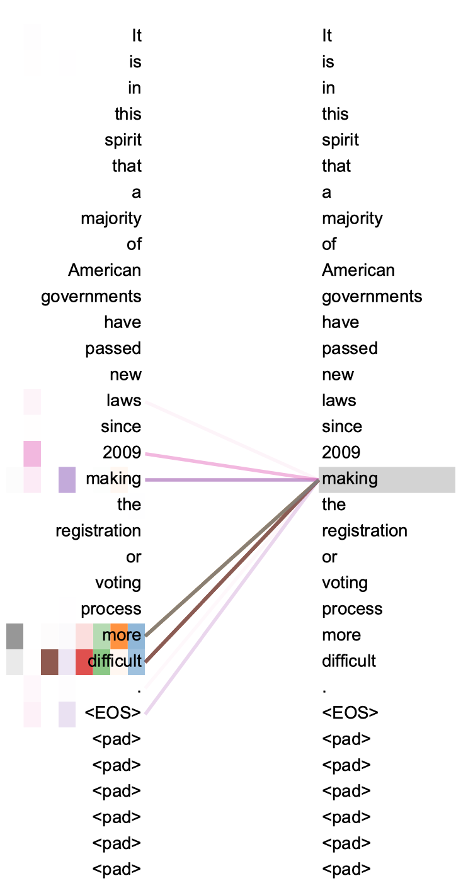 It It
is is
in in
this this
spirit spirit
that that
a a
majority majority
of of
American American
governments governments
have have
passed passed
new new
laws laws
since since
2009 2009
making making
the the
registration registration
or or
voting voting
process process
more more
difficult difficult
. .
<EOS> <EOS>
<pad> <pad>
<pad> <pad>
<pad> <pad>
<pad> <pad>
<pad> <pad>
<pad> <pad>